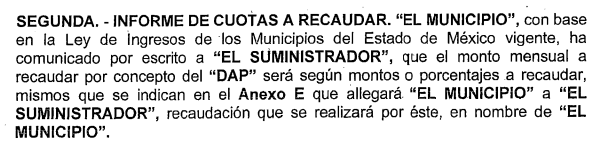 SEGUNDA. - INFORME DE CUOTAS A RECAUDAR. “EL MUNICIPIO”, con base
en la Ley de Ingresos de los Municipios del Estado de México vigente, ha
comunicado por escrito a “EL SUMINISTRADOR”, que el monto mensual a
recaudar por concepto del “DAP” será según montos o porcentajes a recaudar,
mismos que se indican en el Anexo E que allegará “EL MUNICIPIO” a “EL
SUMINISTRADOR”, recaudación que se realizará por éste, en nombre de “EL
MUNICIPIO”.